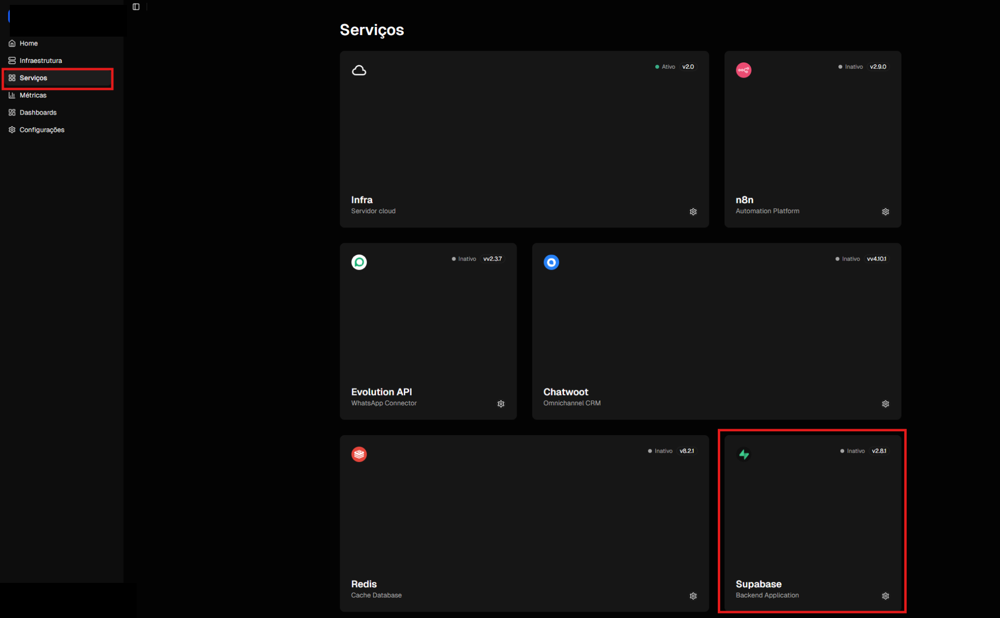 Home
Infraestrutura
Serviços
Métricas
Dashboards
Configurações
Serviços
Ativo v2.0
Infra
Servidor cloud
Inativo v2.9.0
n8n
Automation Platform
Inativo vv2.3.7
Evolution API
WhatsApp Connector
Inativo vv4.10.1
Chatwoot
Omnichannel CRM
Inativo v8.2.1
Redis
Cache Database
Inativo v2.8.1
Supabase
Backend Application